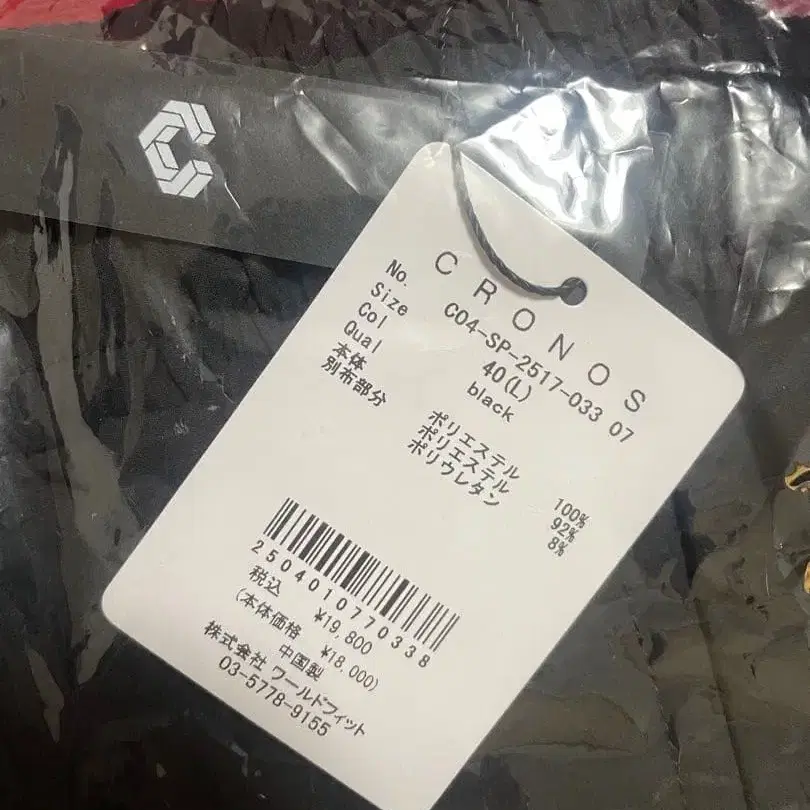 CRONOS
No. C04-SP-2517-033 07
Size 40(L)
Col black
Qual
本体 ポリエステル 100%
別布部分 ポリエステル 92%
ポリウレタン 8%
2504010770338
税込 ¥19,800
(本体価格 ¥18,000)
中国製
株式会社 ワールドフィット
03-5778-9155